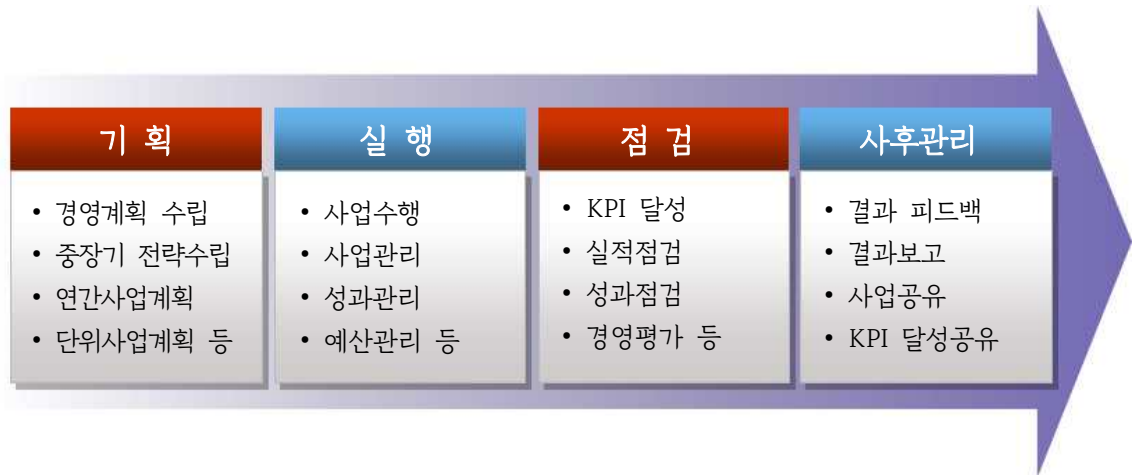 기 획
• 경영계획 수립
• 중장기 전략수립
• 연간사업계획
• 단위사업계획 등
실 행
• 사업수행
• 사업관리
• 성과관리
• 예산관리 등
점 검
• KPI 달성
• 실적점검
• 성과점검
• 경영평가 등
사후관리
• 결과 피드백
• 결과보고
• 사업공유
• KPI 달성공유